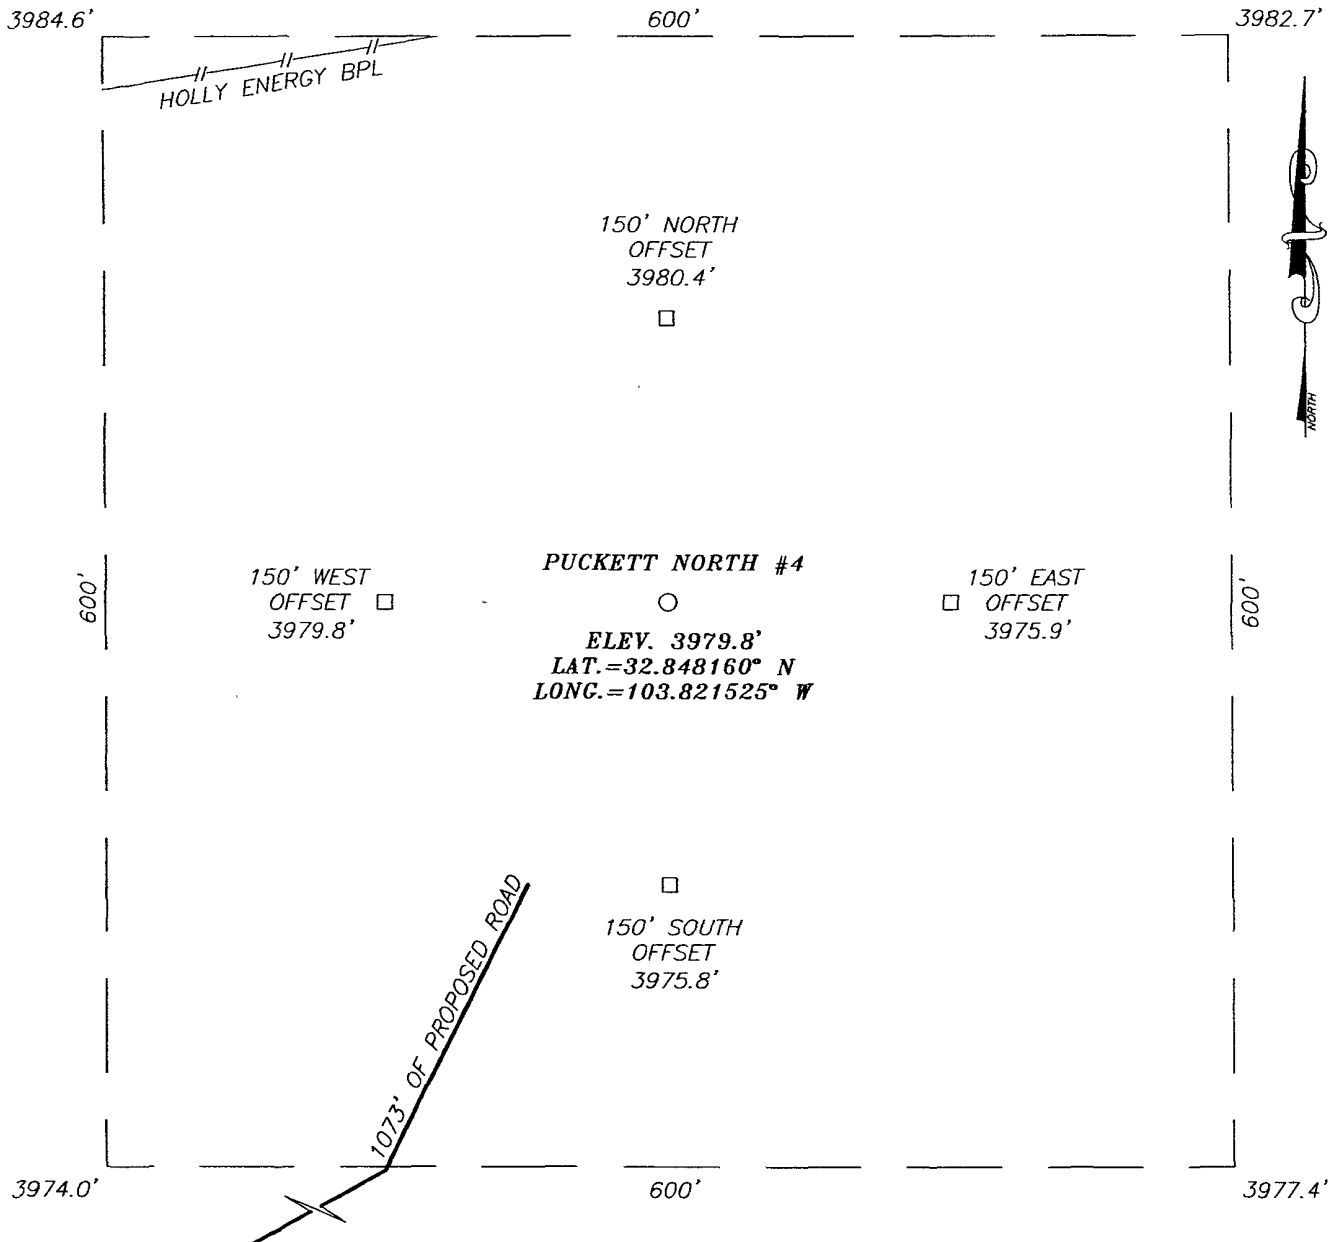 3984.6'
600'
3982.7'
HOLLY ENERGY BPL
150' NORTH
OFFSET
3980.4'
NORTH
PUCKETT NORTH #4
150' WEST
OFFSET
3979.8'
150' EAST
OFFSET
3975.9'
600'
600'
ELEV. 3979.8'
LAT.=32.848160° N
LONG.=103.821525° W
150' SOUTH
OFFSET
3975.8'
1073' OF PROPOSED ROAD
3974.0'
600'
3977.4'